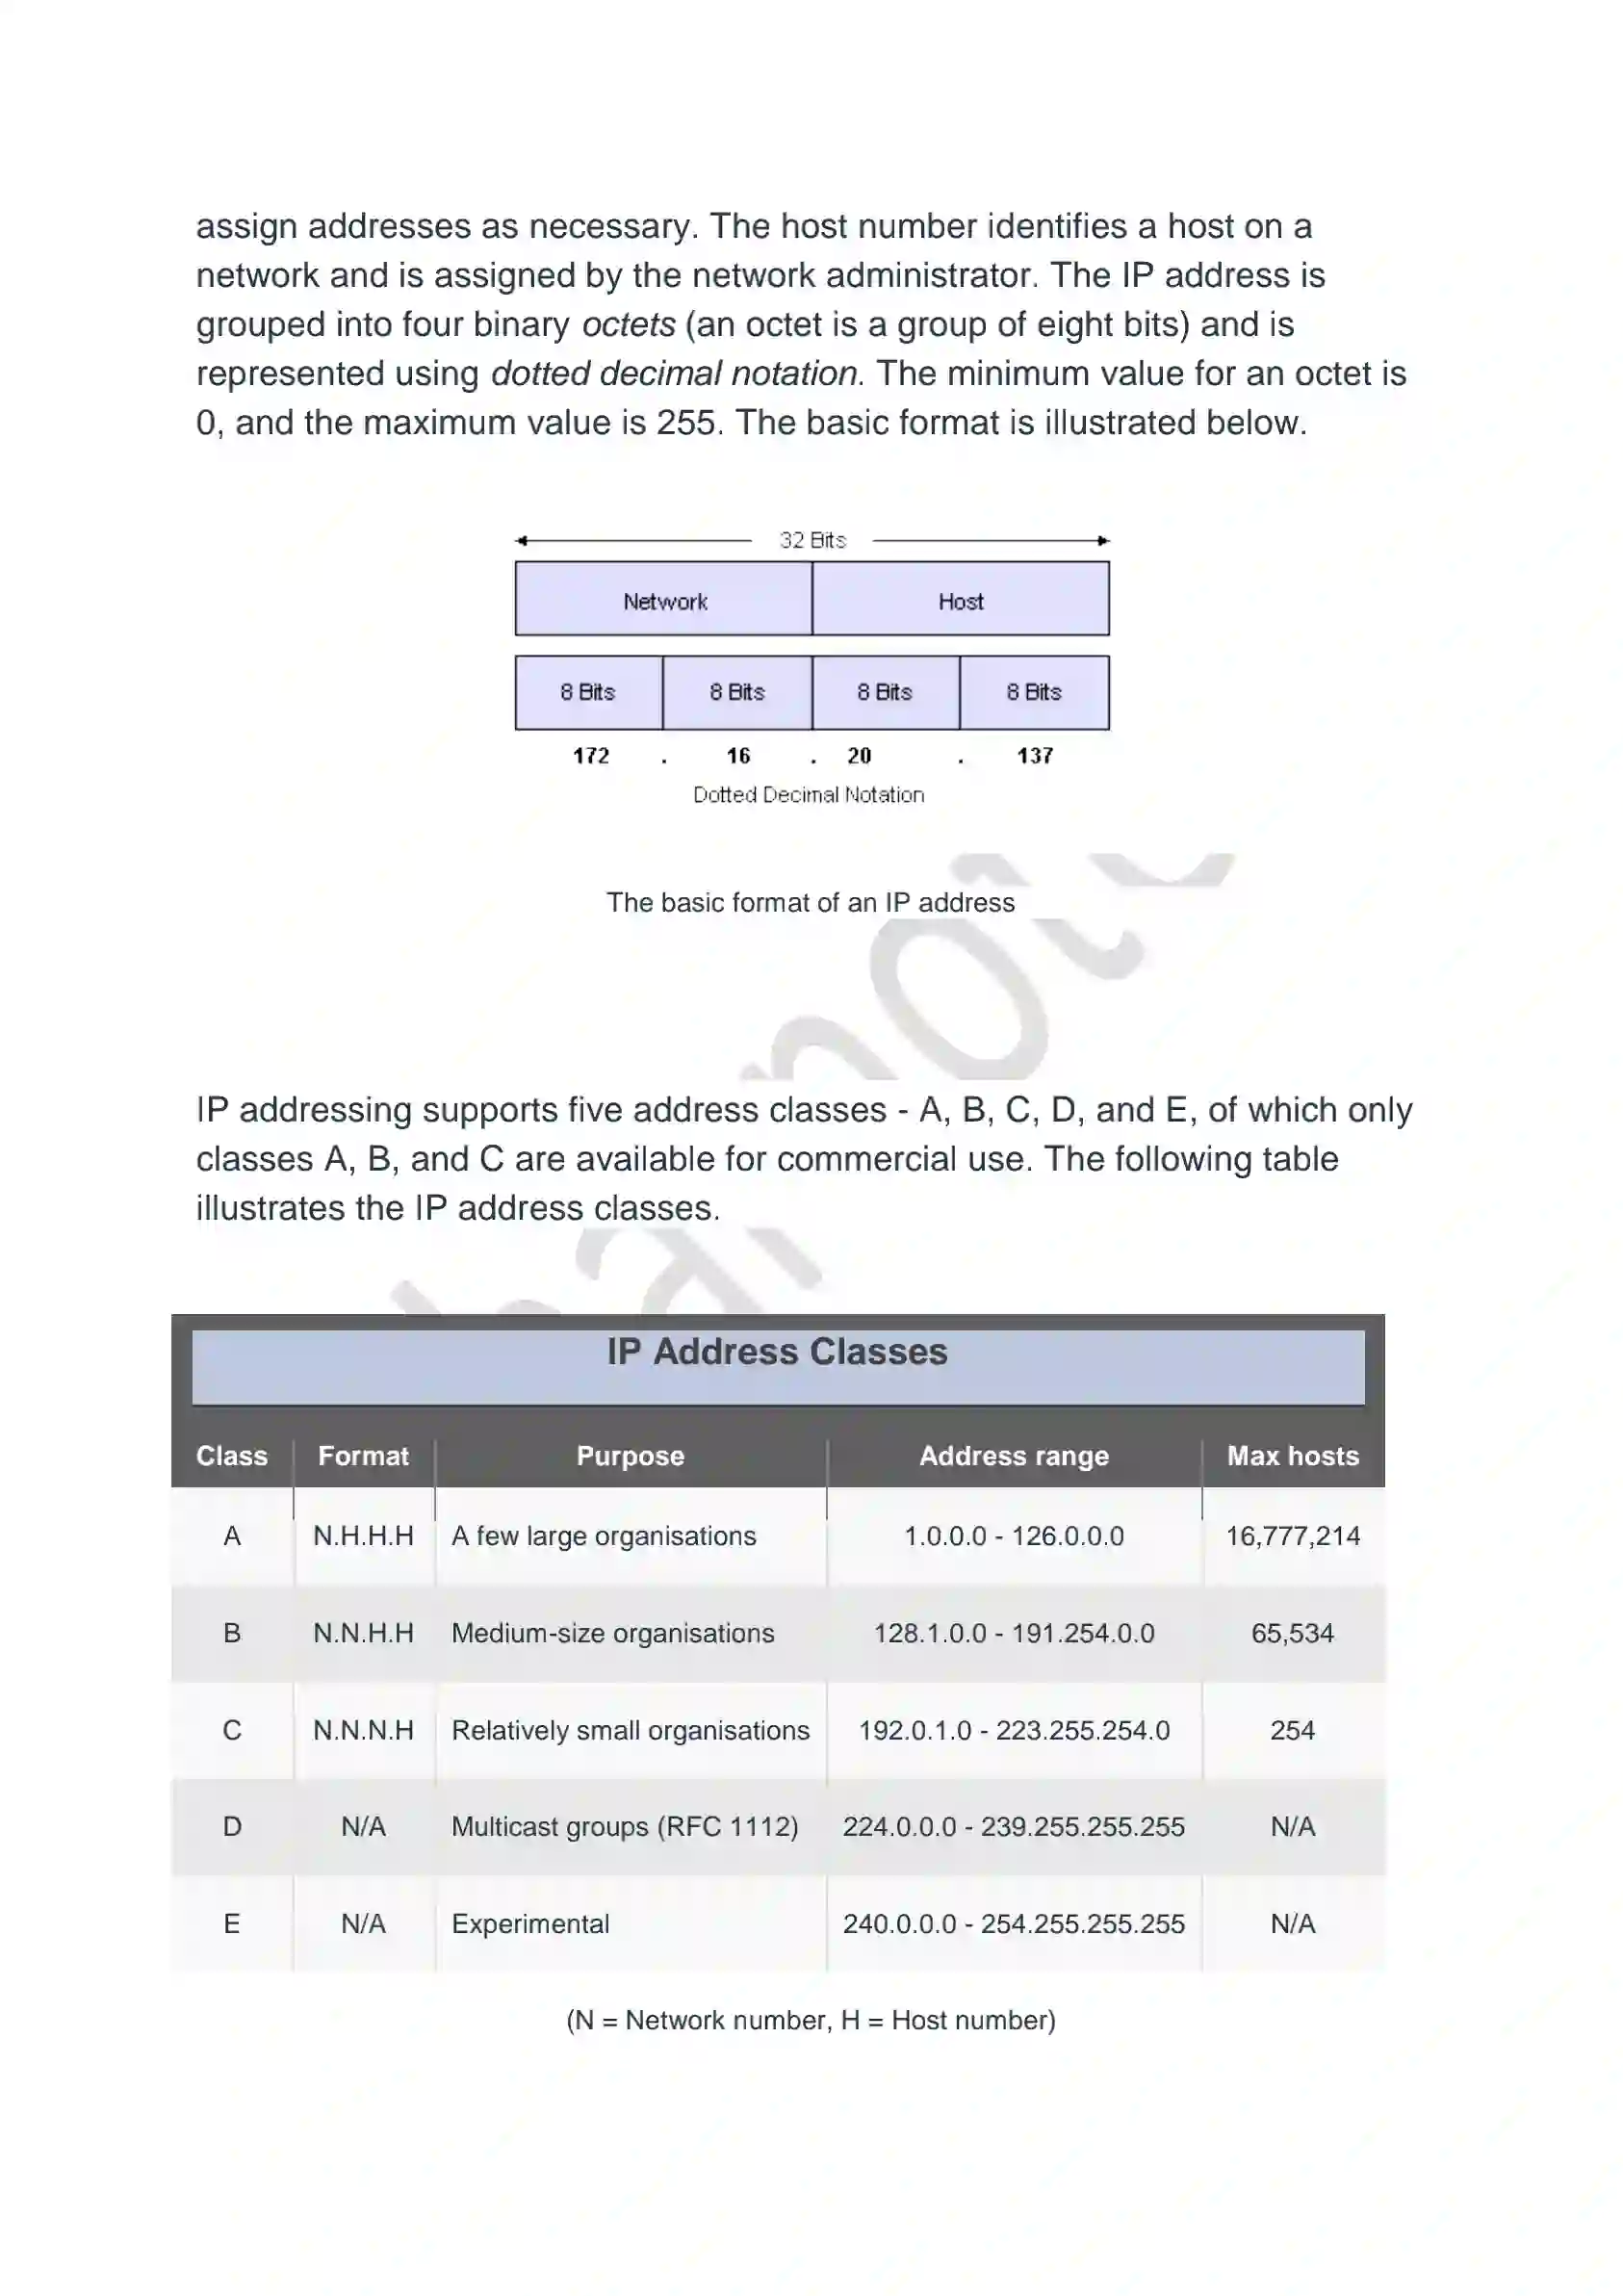 assign addresses as necessary. The host number identifies a host on a
network and is assigned by the network administrator. The IP address is
grouped into four binary octets (an octet is a group of eight bits) and is
represented using dotted decimal notation. The minimum value for an octet is
0, and the maximum value is 255. The basic format is illustrated below.
32 Bits
Network Host
8 Bits 8 Bits 8 Bits 8 Bits
172 . 16 . 20 . 137
Dotted Decimal Notation
The basic format of an IP address
IP addressing supports five address classes - A, B, C, D, and E, of which only
classes A, B, and C are available for commercial use. The following table
illustrates the IP address classes.
IP Address Classes
Class Format Purpose Address range Max hosts
A N.H.H.H A few large organisations 1.0.0.0 - 126.0.0.0 16,777,214
B N.N.H.H Medium-size organisations 128.1.0.0 - 191.254.0.0 65,534
C N.N.N.H Relatively small organisations 192.0.1.0 - 223.255.254.0 254
D N/A Multicast groups (RFC 1112) 224.0.0.0 - 239.255.255.255 N/A
E N/A Experimental 240.0.0.0 - 254.255.255.255 N/A
(N = Network number, H = Host number)